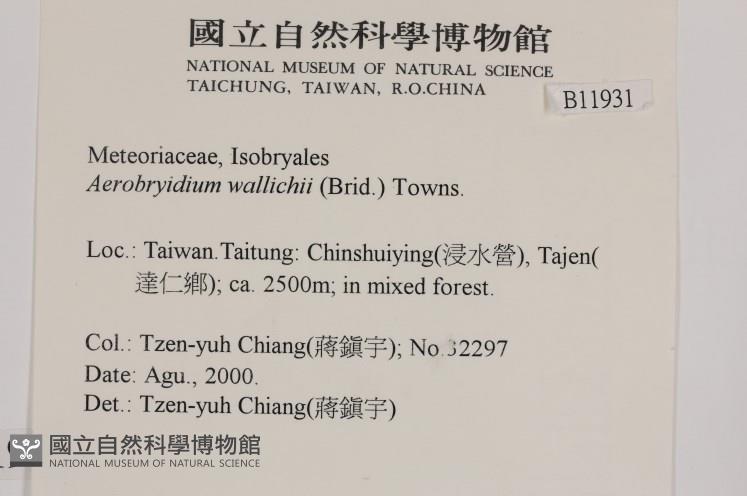 國立自然科學博物館
NATIONAL MUSEUM OF NATURAL SCIENCE
TAICHUNG, TAIWAN, R.O.CHINA
B11931
Meteoriaceae, Isobryales
Aerobryidium wallichii (Brid.) Towns.
Loc.: Taiwan.Taitung: Chinshuiying(浸水營), Tajen(
達仁鄉); ca. 2500m; in mixed forest.
Col.: Tzen-yuh Chiang(蔣鎭宇); No.32297
Date: Agu., 2000.
Det.: Tzen-yuh Chiang(蔣鎭宇)
國立自然科學博物館
NATIONAL MUSEUM OF NATURAL SCIENCE